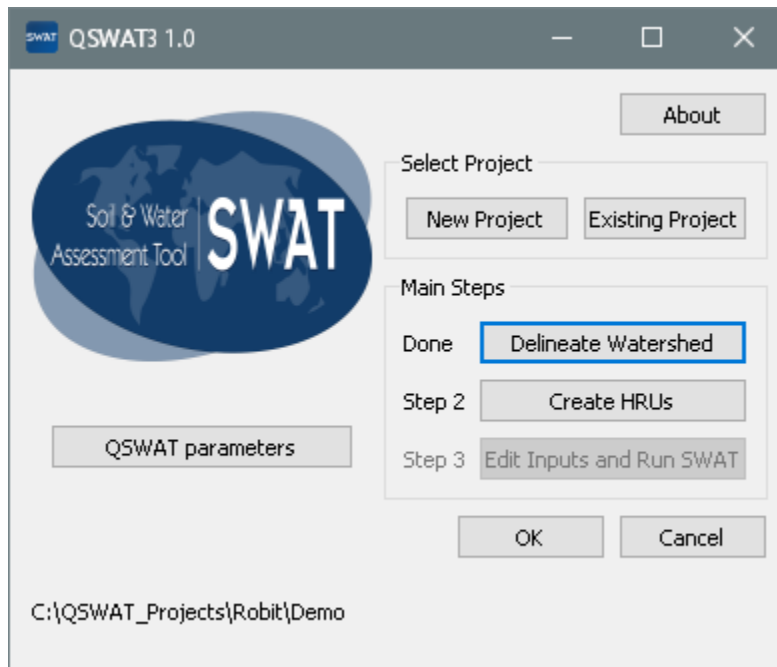 SWAT QSWAT3 1.0
About
Select Project
New Project Existing Project
Soil & Water
Assessment Tool
SWAT
Main Steps
Done Delineate Watershed
Step 2 Create HRUs
QSWAT parameters
Step 3 Edit Inputs and Run SWAT
OK Cancel
C:\QSWAT_Projects\Robit\Demo